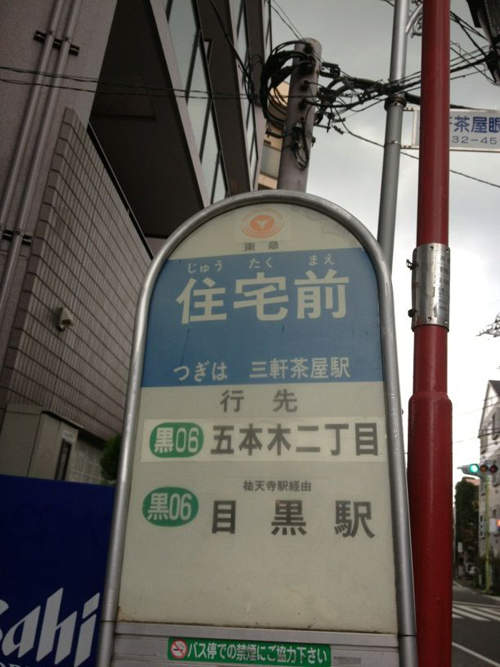 東急
じゅう たく まえ
住宅前
つぎは 三軒茶屋駅
行先
黒06 五本木二丁目
祐天寺駅経由
黒06 目黒駅
バス停での禁煙にご協力下さい
軒茶屋眼
32-45
ahi